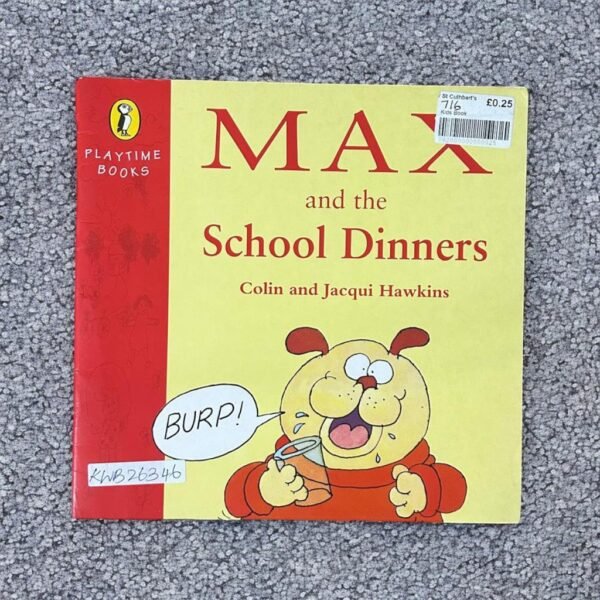 St Cuthbert's
716 £0.25
Kids Book
PLAYTIME
BOOKS
MAX
and the
School Dinners
Colin and Jacqui Hawkins
BURP!
KWB26346